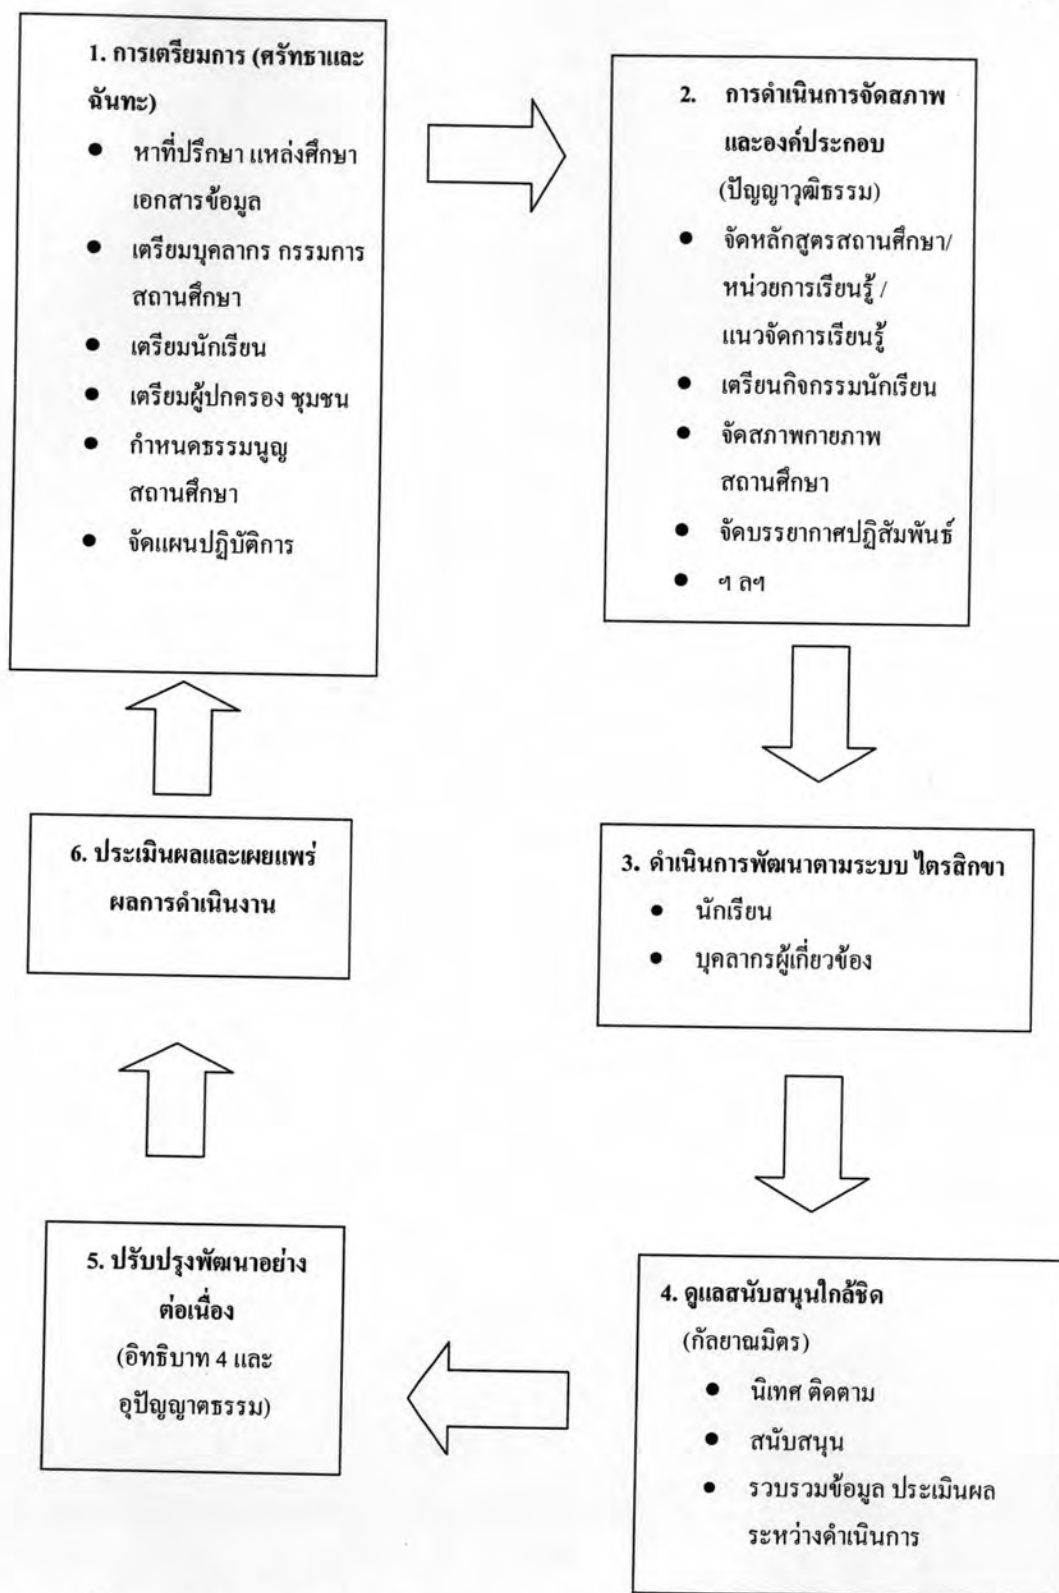 1. การเตรียมการ (ศรัทธาและ
ฉันทะ)
● หาที่ปรึกษา แหล่งศึกษา
เอกสารข้อมูล
● เตรียมบุคลากร กรรมการ
สถานศึกษา
● เตรียมนักเรียน
● เตรียมผู้ปกครอง ชุมชน
● กำหนดธรรมนูญ
สถานศึกษา
● จัดแผนปฏิบัติการ
2. การดำเนินการจัดสภาพ
และองค์ประกอบ
(ปัญญาวุฒิธรรม)
● จัดหลักสูตรสถานศึกษา/
หน่วยการเรียนรู้ /
แนวจัดการเรียนรู้
● เตรียนกิจกรรมนักเรียน
● จัดสภาพกายภาพ
สถานศึกษา
● จัดบรรยากาศปฏิสัมพันธ์
● ฯ ลฯ
3. ดำเนินการพัฒนาตามระบบ ไตรสิกขา
● นักเรียน
● บุคลากรผู้เกี่ยวข้อง
4. ดูแลสนับสนุนใกล้ชิด
(กัลยาณมิตร)
● นิเทศ ติดตาม
● สนับสนุน
● รวบรวมข้อมูล ประเมินผล
ระหว่างดำเนินการ
5. ปรับปรุงพัฒนาอย่าง
ต่อเนื่อง
(อิทธิบาท 4 และ
อุปัญญาตธรรม)
6. ประเมินผลและเผยแพร่
ผลการดำเนินงาน